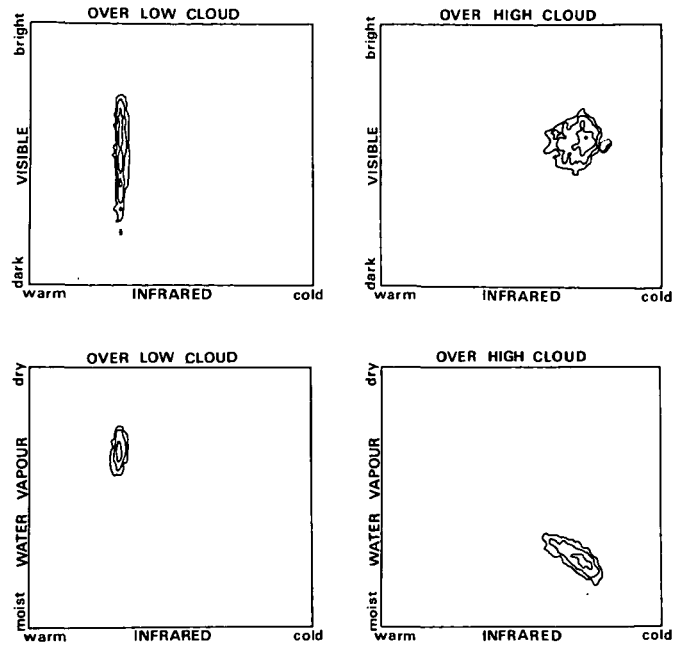 OVER LOW CLOUD
bright
VISIBLE
dark
warm INFRARED cold
OVER HIGH CLOUD
bright
VISIBLE
dark
warm INFRARED cold
OVER LOW CLOUD
dry
WATER VAPOUR
moist
warm INFRARED cold
OVER HIGH CLOUD
dry
WATER VAPOUR
moist
warm INFRARED cold